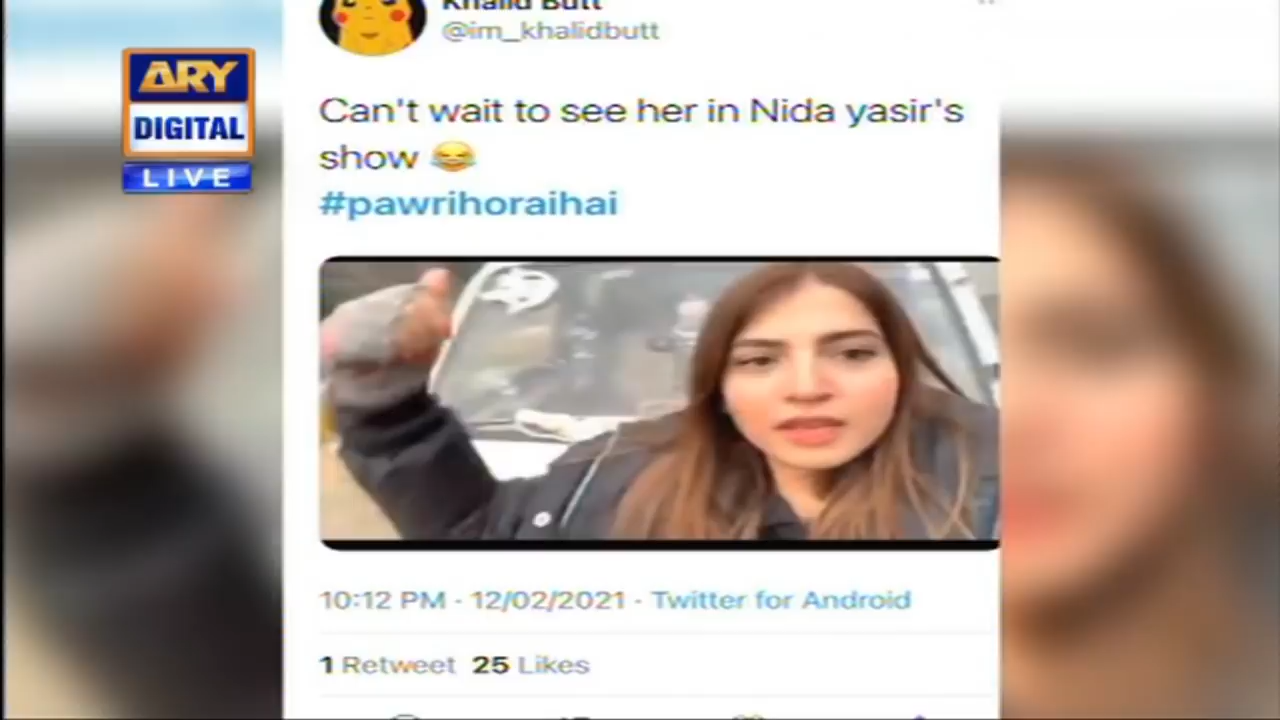 ARY
DIGITAL
LIVE
Khalid Butt
@im_khalidbutt
Can't wait to see her in Nida yasir's
show 😂
#pawrihoraihai
10:12 PM · 12/02/2021 · Twitter for Android
1 Retweet 25 Likes